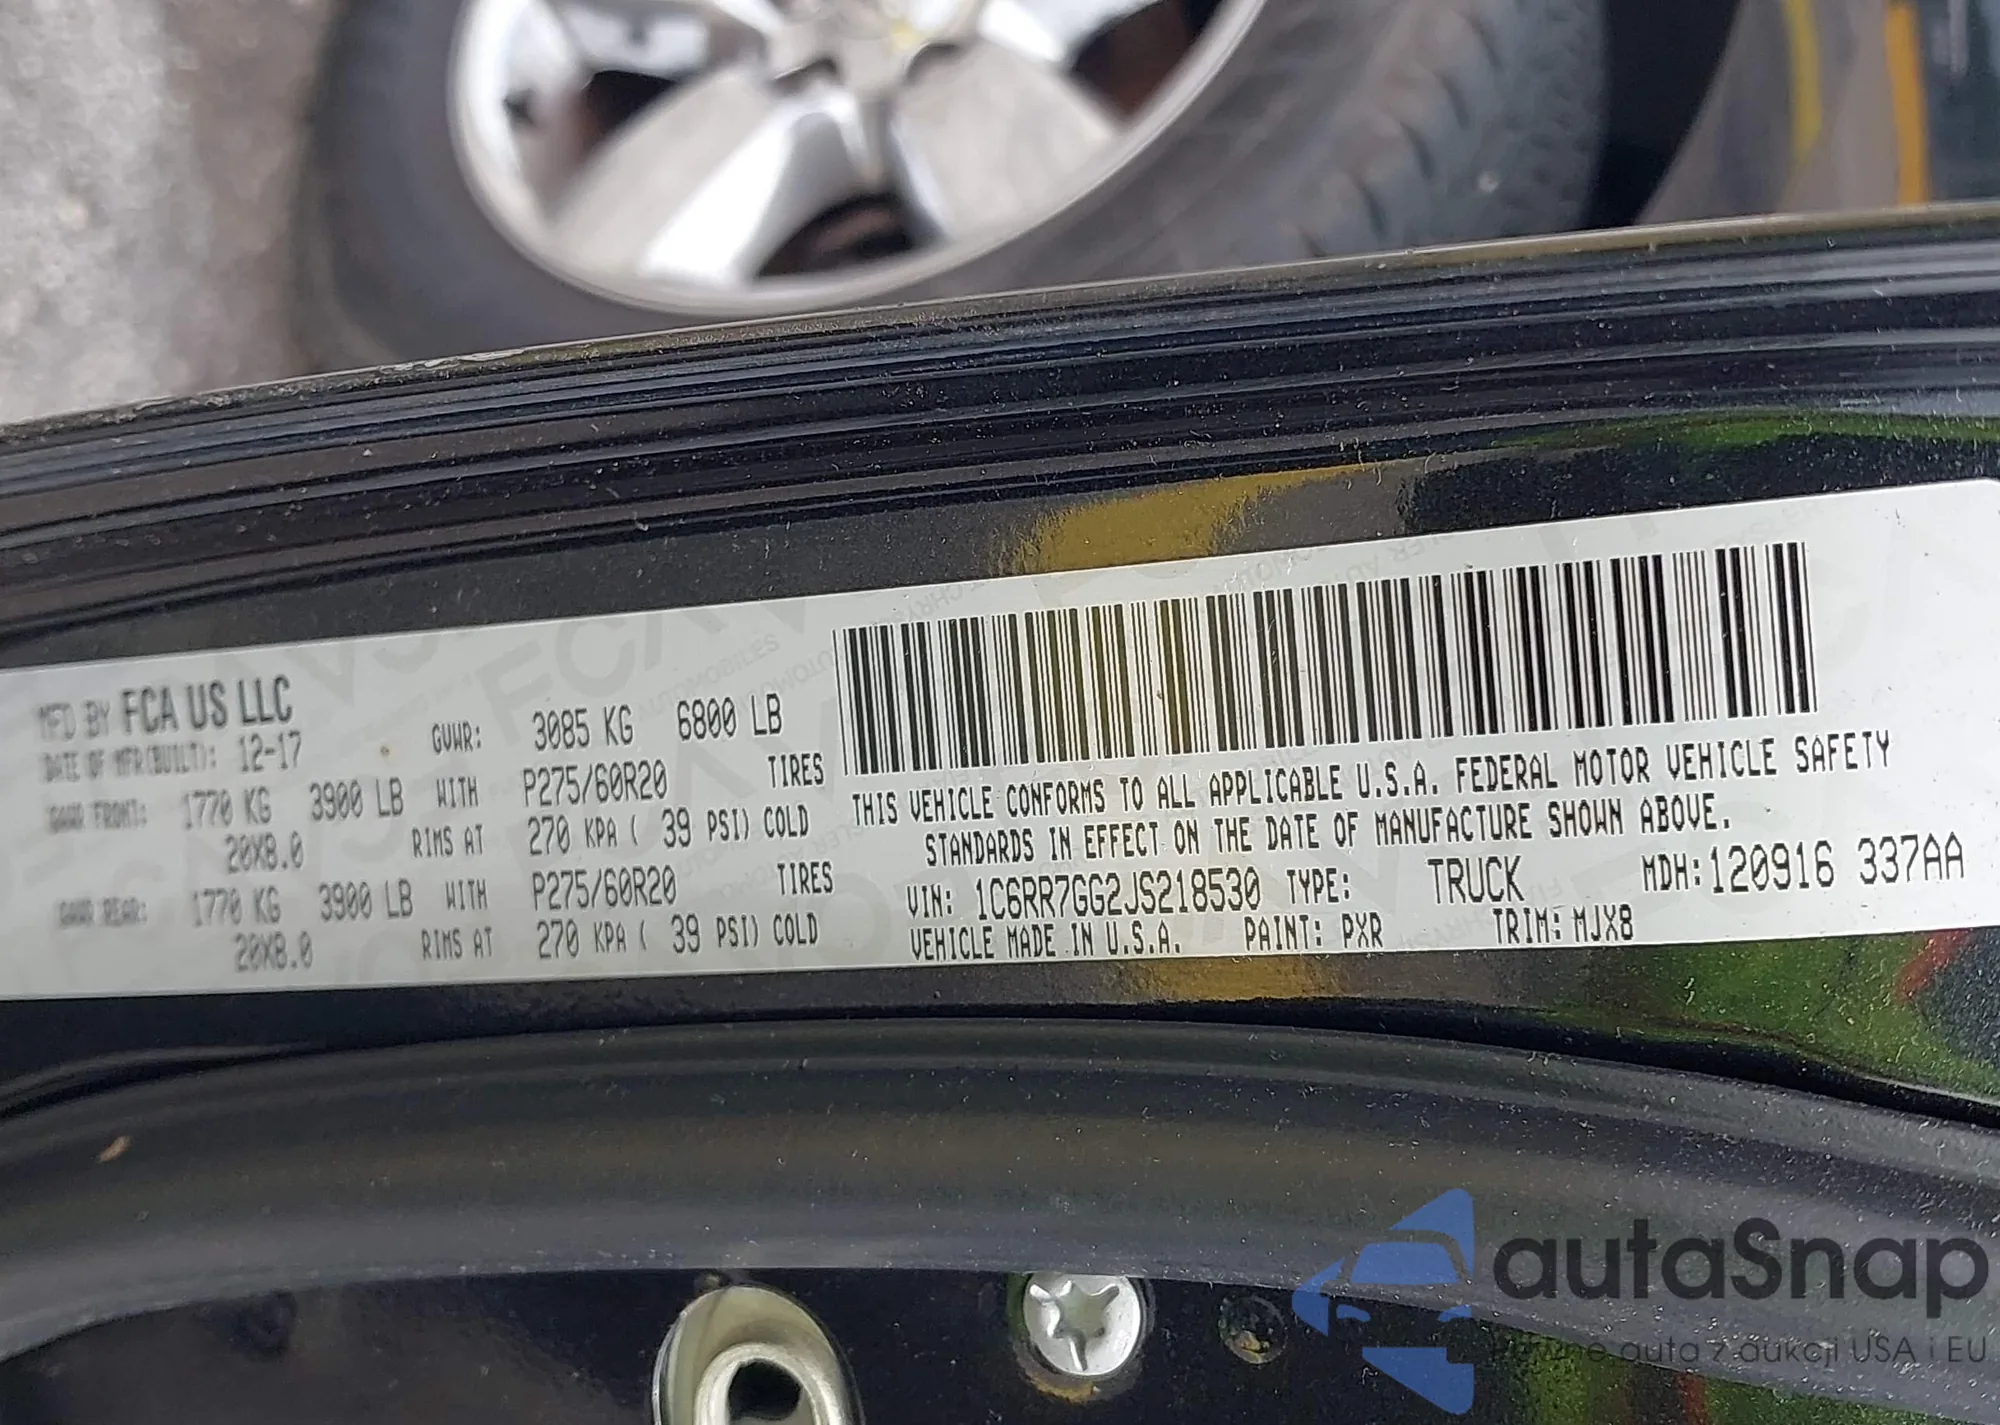 MFD BY FCA US LLC
DATE OF MFR(BUILT): 12-17
GVWR: 3085 KG 6800 LB
GAWR FRONT: 1770 KG 3900 LB WITH P275/60R20 TIRES
20X8.0 RIMS AT 270 KPA ( 39 PSI) COLD
GAWR REAR: 1770 KG 3900 LB WITH P275/60R20 TIRES
20X8.0 RIMS AT 270 KPA ( 39 PSI) COLD
THIS VEHICLE CONFORMS TO ALL APPLICABLE U.S.A. FEDERAL MOTOR VEHICLE SAFETY
STANDARDS IN EFFECT ON THE DATE OF MANUFACTURE SHOWN ABOVE.
VIN: 1C6RR7GG2JS218530 TYPE: TRUCK MDH:120916 337AA
VEHICLE MADE IN U.S.A. PAINT: PXR TRIM: MJX8
autaSnap
auta z aukcji USA i EU